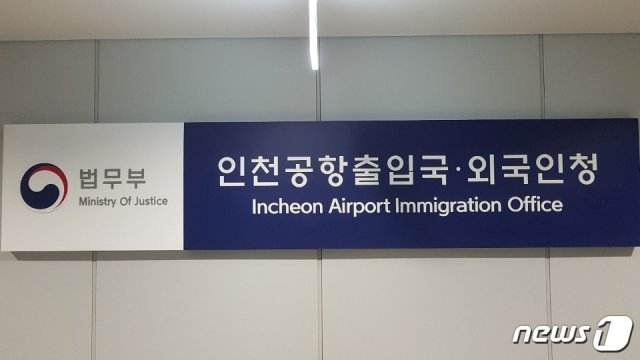 법무부
Ministry Of Justice
인천공항출입국·외국인청
Incheon Airport Immigration Office
news1